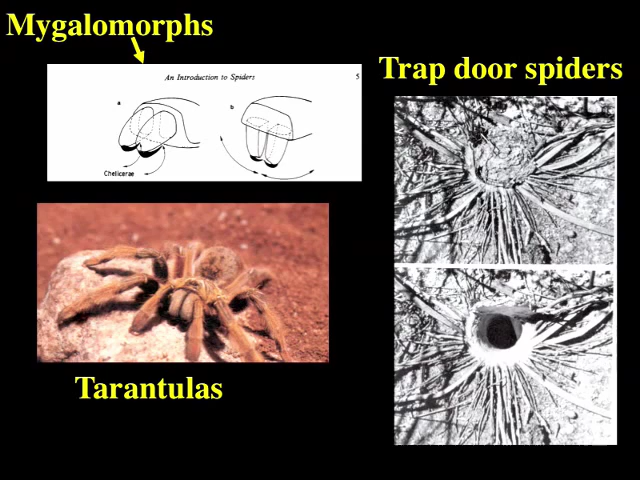 Mygalomorphs
Trap door spiders
An Introduction to Spiders 5
a b
Chelicerae
Tarantulas